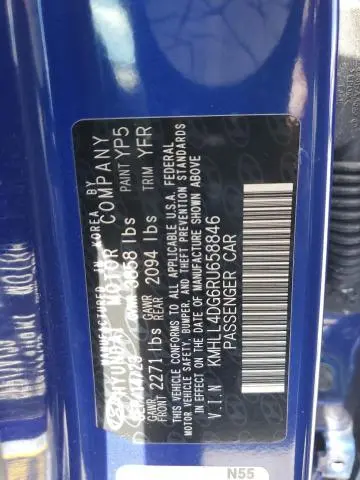 MANUFACTURED IN KOREA BY
HYUNDAI MOTOR COMPANY
3858 lbs PAINT YP5
GAWR FRONT 2271 lbs GAWR REAR 2094 lbs TRIM YFR
THIS VEHICLE CONFORMS TO ALL APPLICABLE U.S.A. FEDERAL
MOTOR VEHICLE SAFETY, BUMPER, AND THEFT PREVENTION STANDARDS
IN EFFECT ON THE DATE OF MANUFACTURE SHOWN ABOVE
V.I.N KMHLL4DG6RU658846
PASSENGER CAR
N55